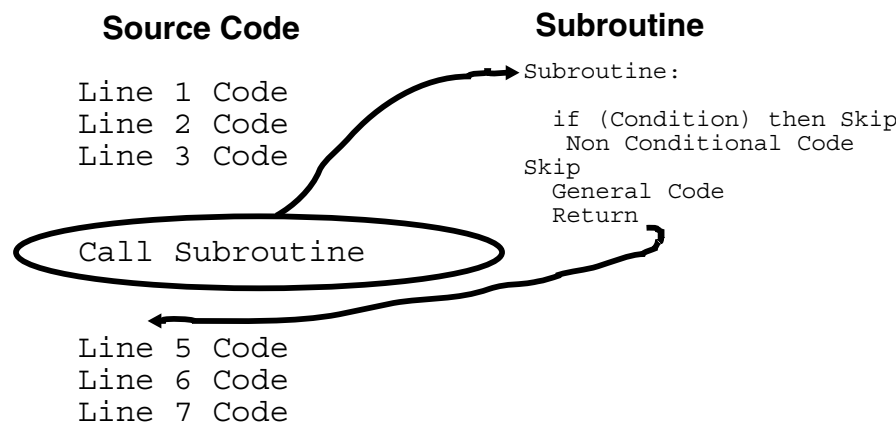 Source Code
Line 1 Code
Line 2 Code
Line 3 Code
Call Subroutine
Line 5 Code
Line 6 Code
Line 7 Code
Subroutine
Subroutine:
if (Condition) then Skip
Non Conditional Code
Skip
General Code
Return